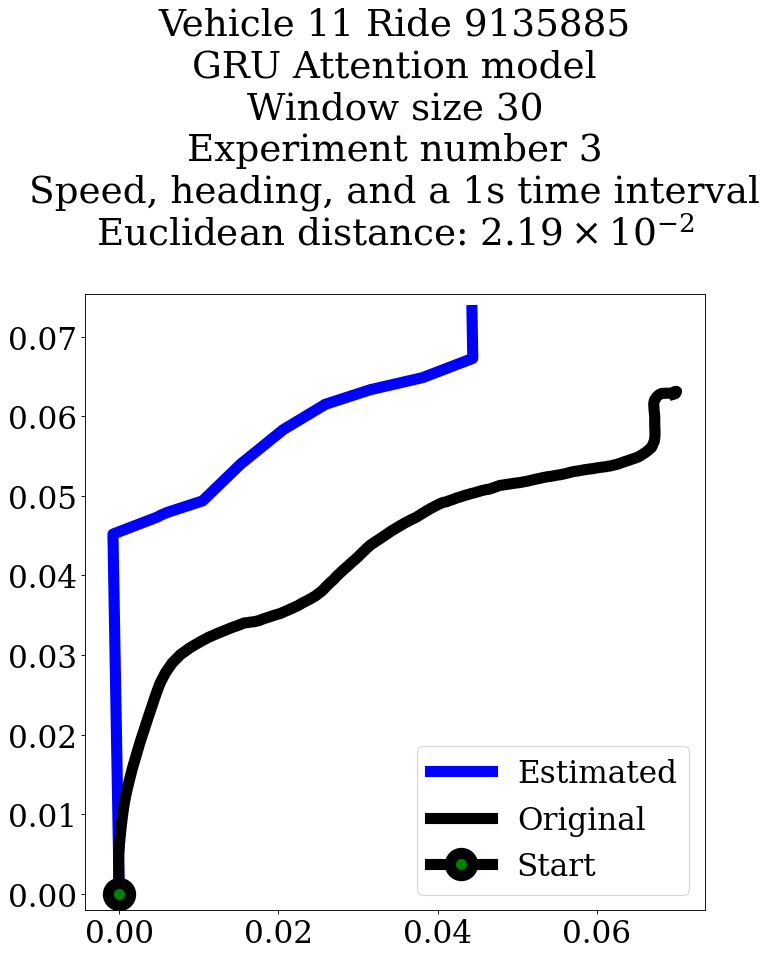 Vehicle 11 Ride 9135885
GRU Attention model
Window size 30
Experiment number 3
Speed, heading, and a 1s time interval
Euclidean distance: 2.19 × 10⁻²
0.07
0.06
0.05
0.04
0.03
0.02
0.01
0.00
Estimated
Original
Start
0.00 0.02 0.04 0.06